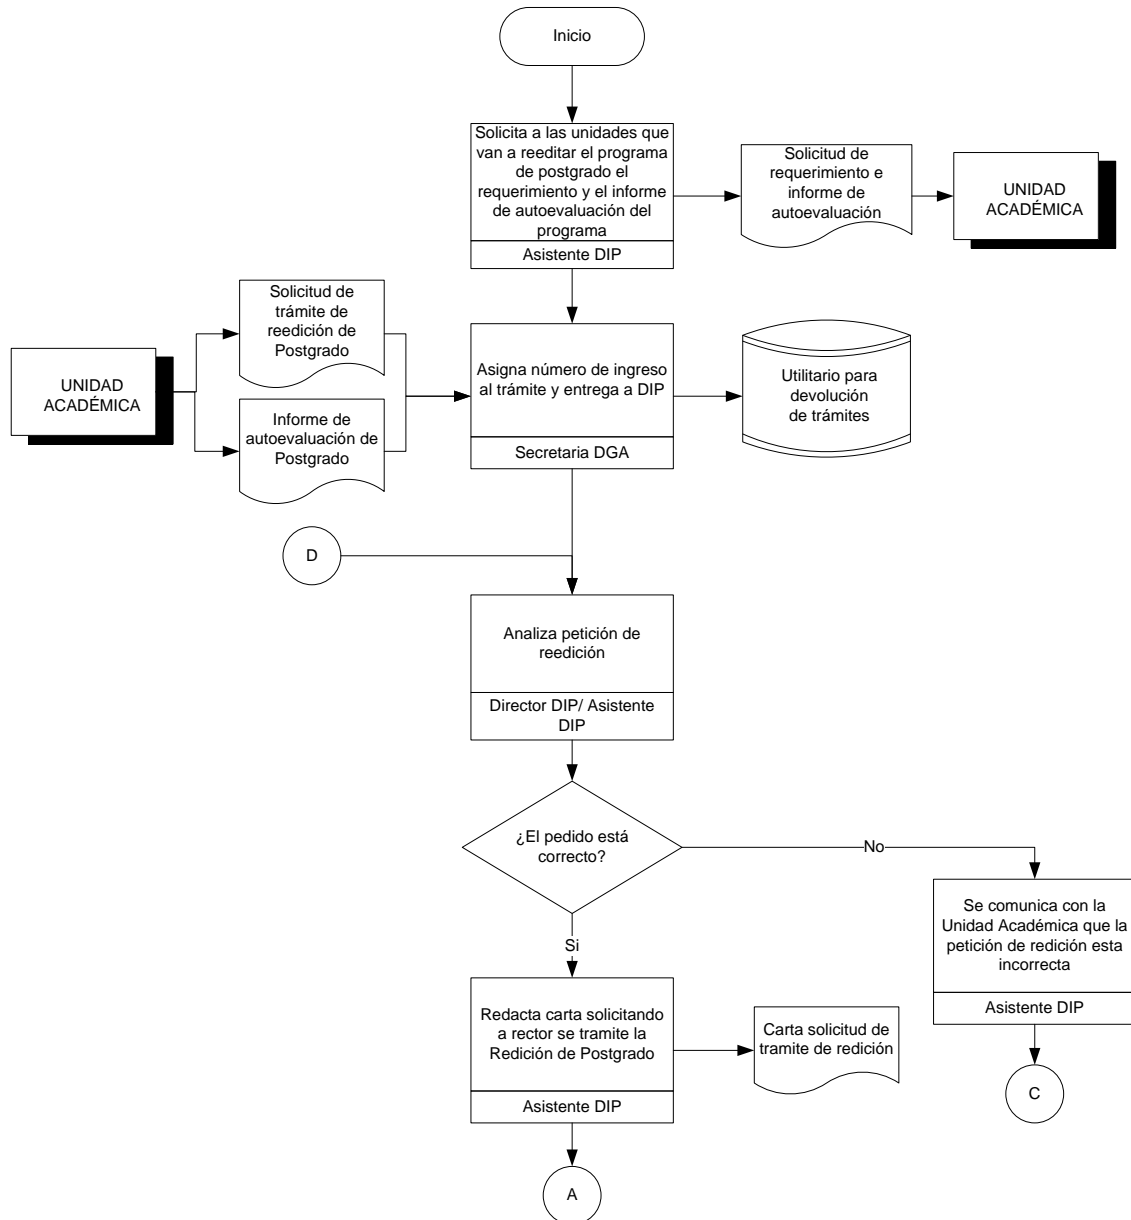 Inicio
Solicita a las unidades que
van a reeditar el programa
de postgrado el
requerimiento y el informe
de autoevaluación del
programa
Asistente DIP
Solicitud de
requerimiento e
informe de
autoevaluación
UNIDAD
ACADÉMICA
Solicitud de
trámite de
reedición de
Postgrado
UNIDAD
ACADÉMICA
Informe de
autoevaluación de
Postgrado
Asigna número de ingreso
al trámite y entrega a DIP
Secretaria DGA
Utilitario para
devolución
de trámites
D
Analiza petición de
reedición
Director DIP/ Asistente
DIP
¿El pedido está
correcto?
No
Se comunica con la
Unidad Académica que la
petición de redición esta
incorrecta
Asistente DIP
C
Si
Redacta carta solicitando
a rector se tramite la
Redición de Postgrado
Asistente DIP
Carta solicitud de
tramite de redición
A